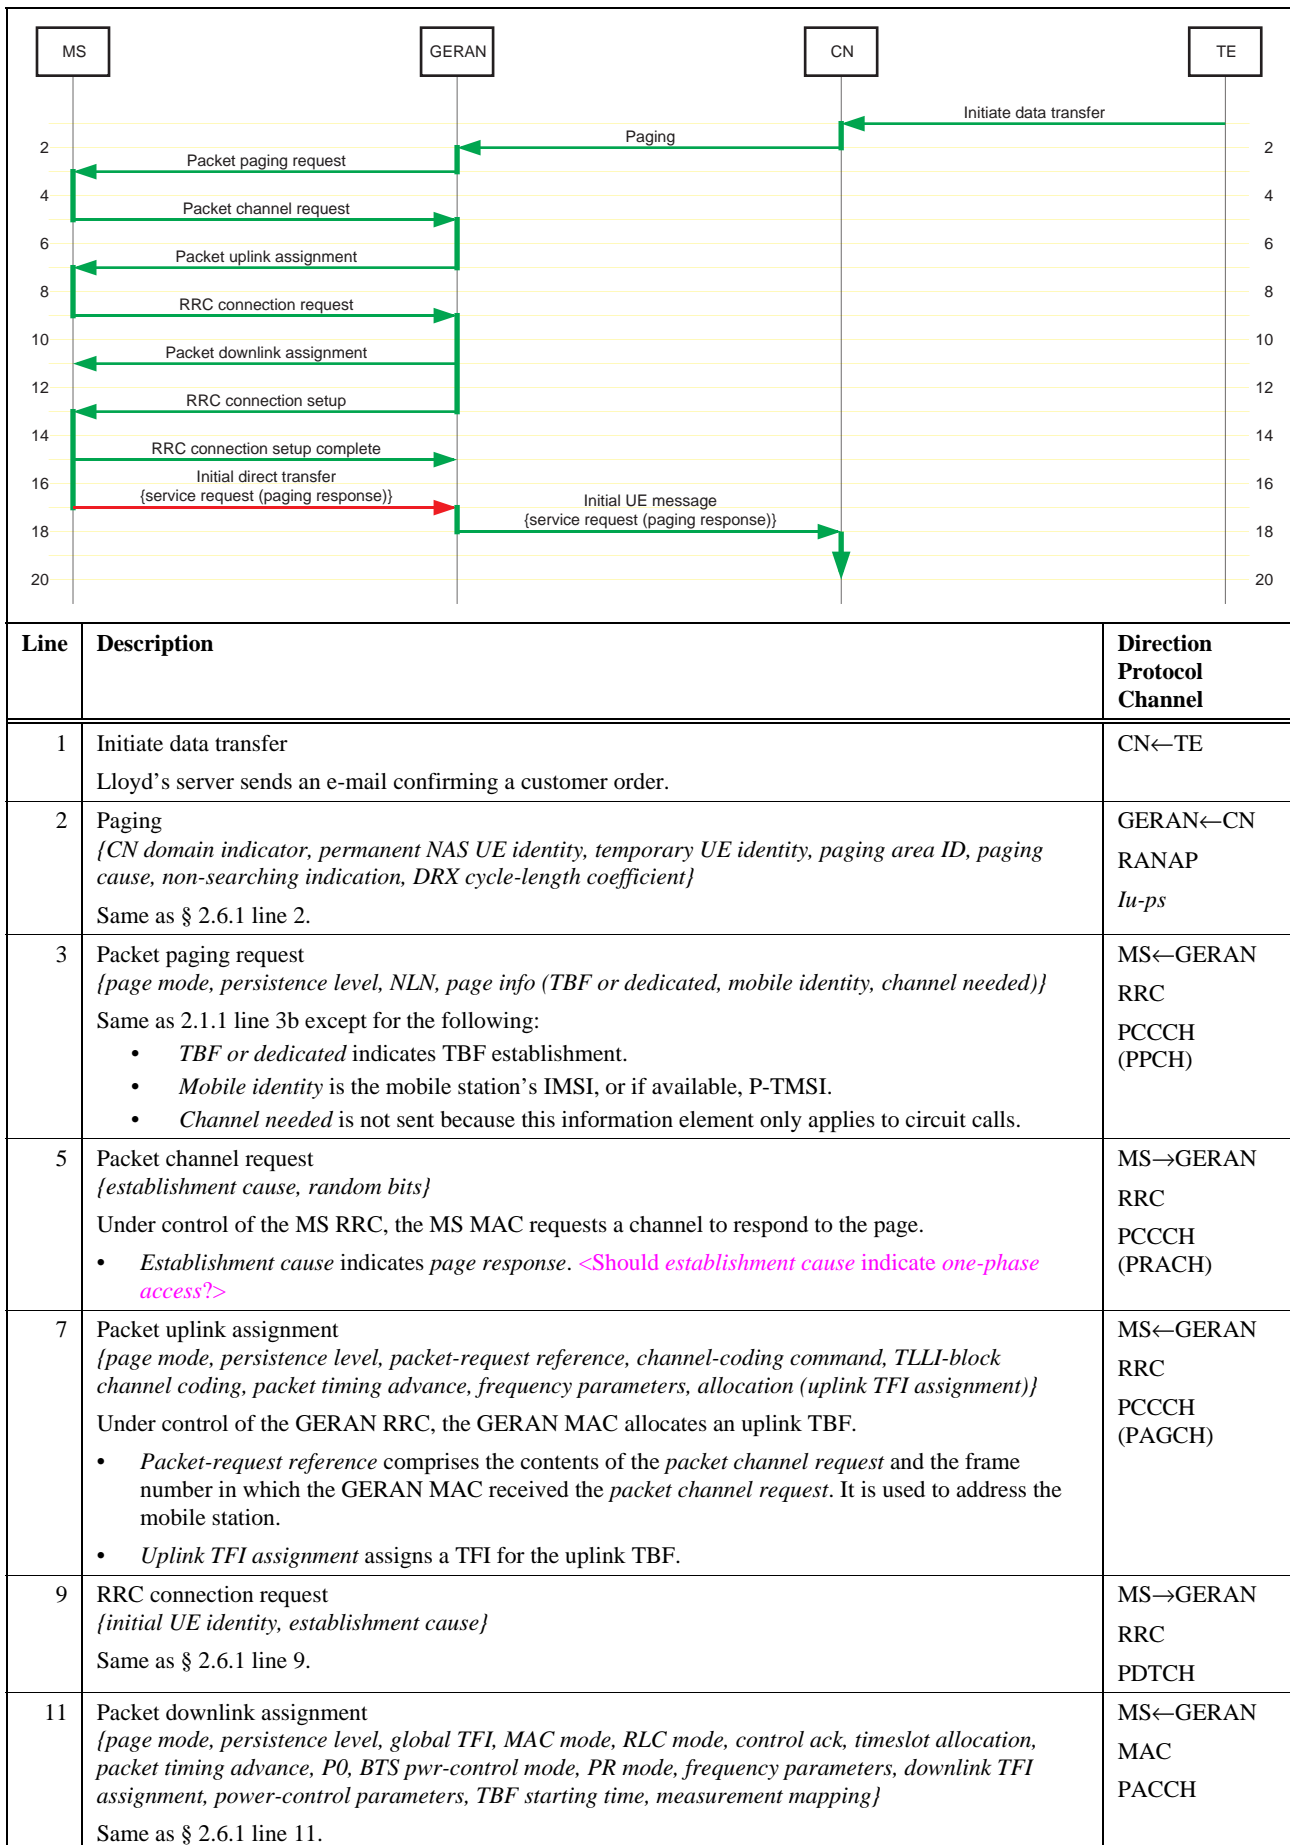 MS GERAN CN TE
Initiate data transfer
2 Paging 2
Packet paging request
4 4
Packet channel request
6 6
Packet uplink assignment
8 8
RRC connection request
10 10
Packet downlink assignment
12 12
RRC connection setup
14 14
RRC connection setup complete
Initial direct transfer
16 16
{service request (paging response)}
Initial UE message
{service request (paging response)}
18 18
20 20
Line Description Direction
Protocol
Channel
1 Initiate data transfer CN←TE
Lloyd’s server sends an e-mail confirming a customer order.
2 Paging GERAN←CN
{CN domain indicator, permanent NAS UE identity, temporary UE identity, paging area ID, paging
cause, non-searching indication, DRX cycle-length coefficient}
RANAP
Same as § 2.6.1 line 2.
Iu-ps
3 Packet paging request MS←GERAN
{page mode, persistence level, NLN, page info (TBF or dedicated, mobile identity, channel needed)}
RRC
Same as 2.1.1 line 3b except for the following:
PCCCH
• TBF or dedicated indicates TBF establishment.
(PPCH)
• Mobile identity is the mobile station’s IMSI, or if available, P-TMSI.
• Channel needed is not sent because this information element only applies to circuit calls.
5 Packet channel request MS→GERAN
{establishment cause, random bits}
RRC
Under control of the MS RRC, the MS MAC requests a channel to respond to the page.
PCCCH
(PRACH)
• Establishment cause indicates page response. <Should establishment cause indicate one-phase
access?>
7 Packet uplink assignment MS←GERAN
{page mode, persistence level, packet-request reference, channel-coding command, TLLI-block
channel coding, packet timing advance, frequency parameters, allocation (uplink TFI assignment)}
RRC
Under control of the GERAN RRC, the GERAN MAC allocates an uplink TBF.
PCCCH
(PAGCH)
• Packet-request reference comprises the contents of the packet channel request and the frame
number in which the GERAN MAC received the packet channel request. It is used to address the
mobile station.
• Uplink TFI assignment assigns a TFI for the uplink TBF.
9 RRC connection request MS→GERAN
{initial UE identity, establishment cause}
RRC
Same as § 2.6.1 line 9.
PDTCH
11 Packet downlink assignment MS←GERAN
{page mode, persistence level, global TFI, MAC mode, RLC mode, control ack, timeslot allocation,
packet timing advance, P0, BTS pwr-control mode, PR mode, frequency parameters, downlink TFI
assignment, power-control parameters, TBF starting time, measurement mapping}
MAC
PACCH
Same as § 2.6.1 line 11.